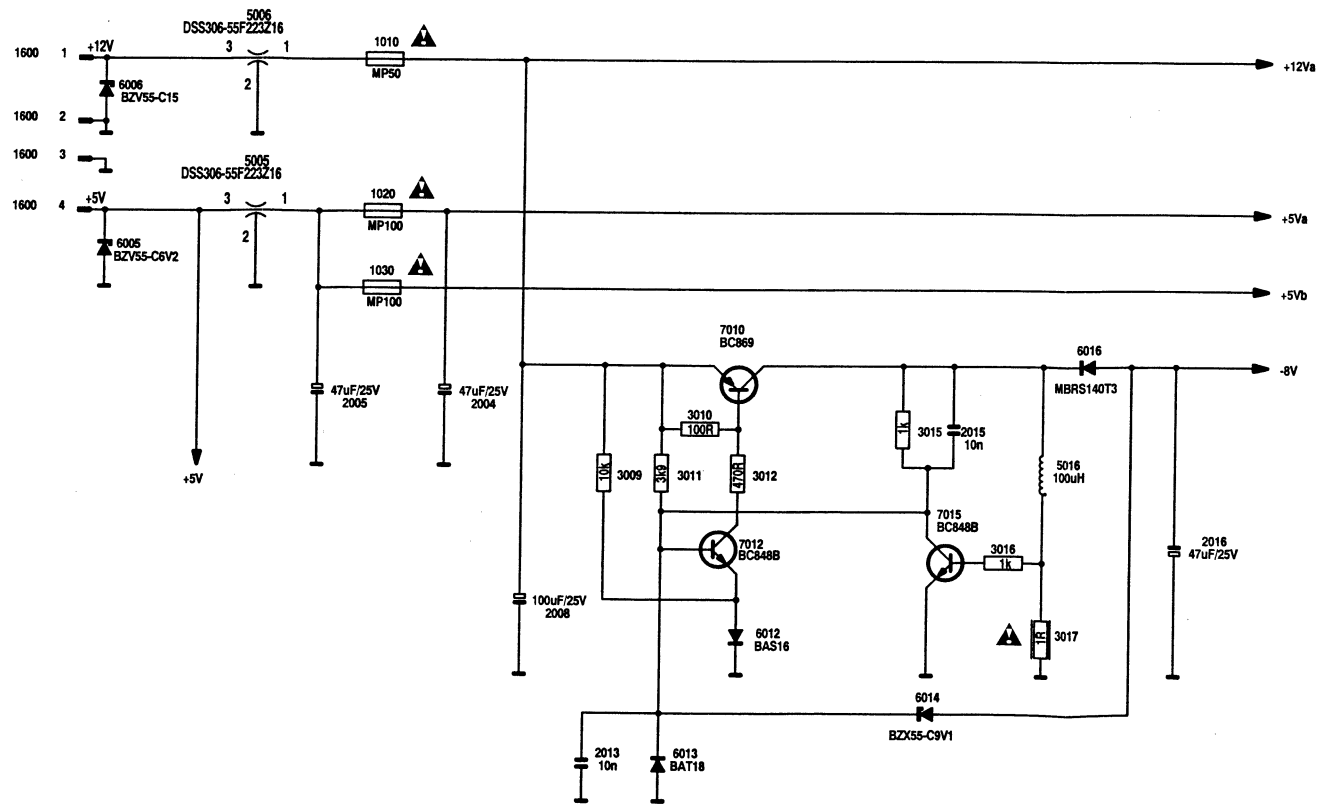 5006
DSS306-55F223Z16
1600 1 +12V 3 1 1010
MP50
+12Va
6006
BZV55-C15
2
1600 2
1600 3
5005
DSS306-55F223Z16
1600 4 +5V 3 1 1020
MP100
+5Va
6005
BZV55-C6V2
2
1030
MP100
+5Vb
7010
BC869
6016
MBRS140T3
-8V
47uF/25V
2005
47uF/25V
2004
3010
100R
1k 3015
2015
10n
+5V
10k 3009
3k9 3011
470R 3012
5016
100uH
7012
BC848B
7015
BC848B
3016
1k
2016
47uF/25V
100uF/25V
2008
6012
BAS16
1R 3017
6014
BZX55-C9V1
2013
10n
6013
BAT18